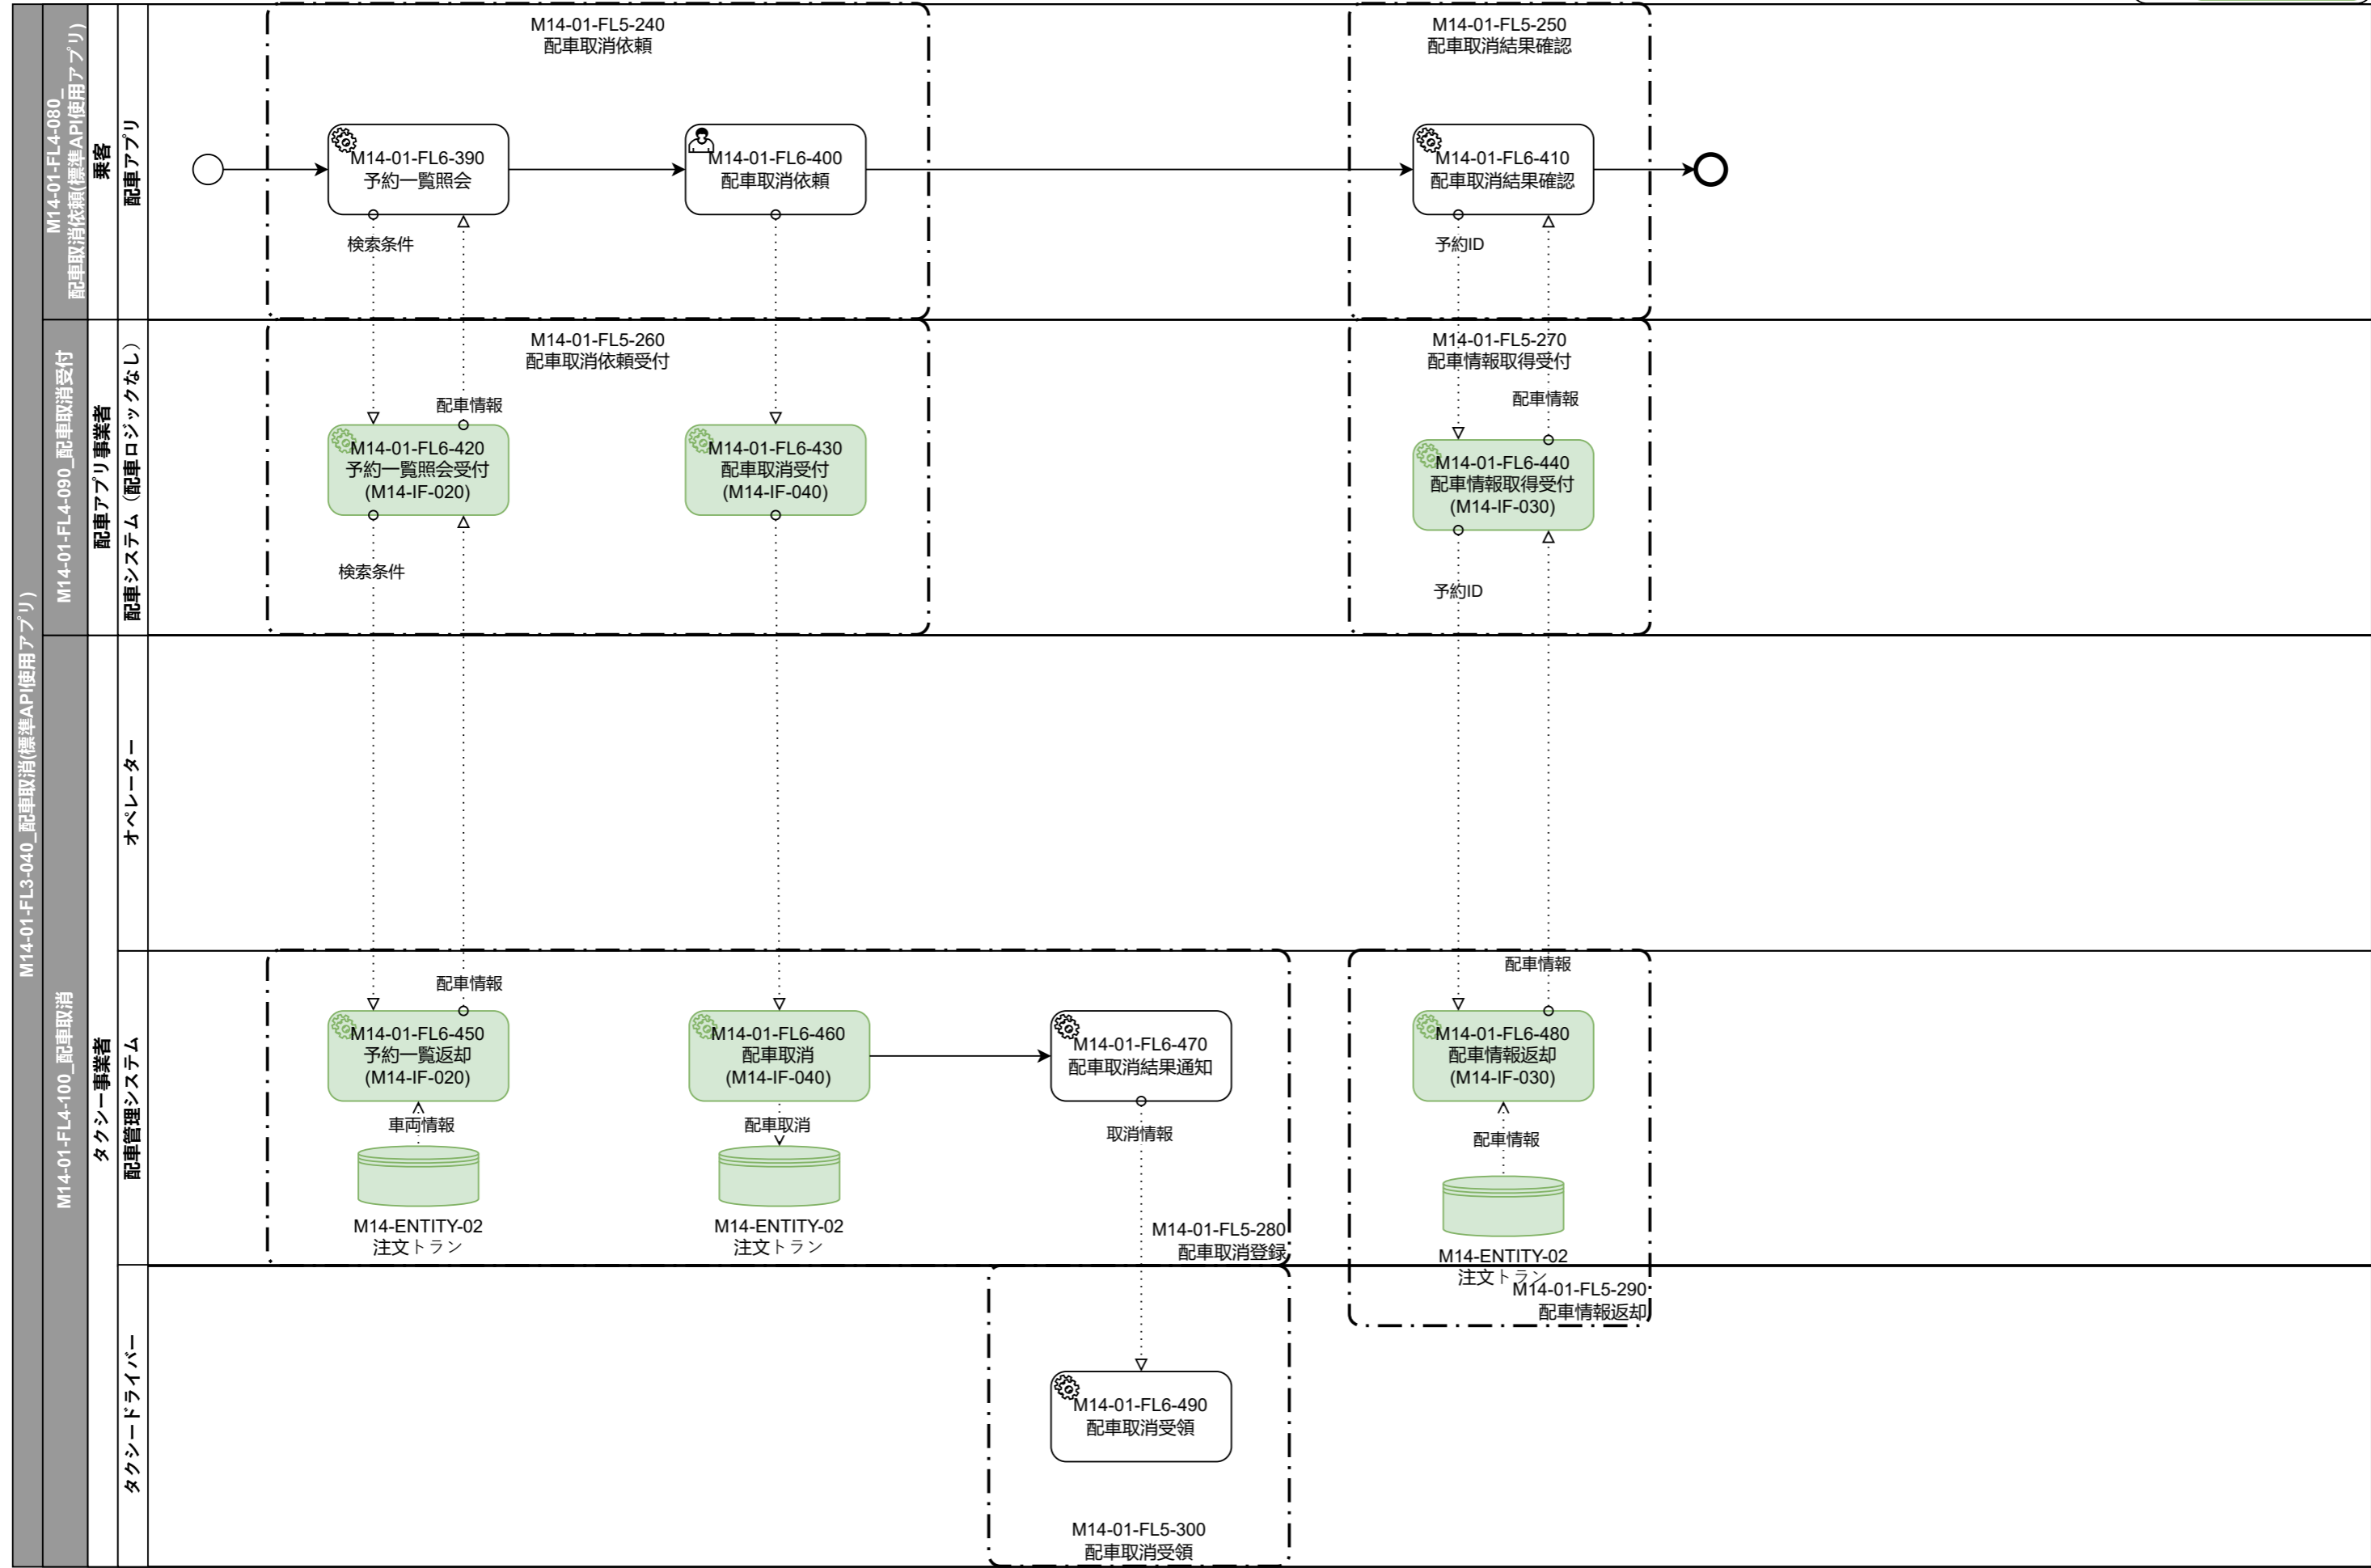 M14-01-FL3-040_配車取消(標準API使用アプリ)
M14-01-FL4-080_
配車取消依頼(標準API使用アプリ)
乗客
配車アプリ
M14-01-FL5-240
配車取消依頼
M14-01-FL5-250
配車取消結果確認
M14-01-FL6-390
予約一覧照会
M14-01-FL6-400
配車取消依頼
M14-01-FL6-410
配車取消結果確認
検索条件
予約ID
M14-01-FL4-090_配車取消受付
配車アプリ事業者
配車システム（配車ロジックなし）
M14-01-FL5-260
配車取消依頼受付
M14-01-FL5-270
配車情報取得受付
配車情報
配車情報
M14-01-FL6-420
予約一覧照会受付
(M14-IF-020)
M14-01-FL6-430
配車取消受付
(M14-IF-040)
M14-01-FL6-440
配車情報取得受付
(M14-IF-030)
検索条件
予約ID
M14-01-FL4-100_配車取消
タクシー事業者
オペレーター
配車管理システム
配車情報
配車情報
M14-01-FL6-450
予約一覧返却
(M14-IF-020)
M14-01-FL6-460
配車取消
(M14-IF-040)
M14-01-FL6-470
配車取消結果通知
M14-01-FL6-480
配車情報返却
(M14-IF-030)
車両情報
配車取消
取消情報
配車情報
M14-ENTITY-02
注文トラン
M14-ENTITY-02
注文トラン
M14-01-FL5-280
配車取消登録
M14-ENTITY-02
注文トラン
M14-01-FL5-290
配車情報返却
タクシードライバー
M14-01-FL6-490
配車取消受領
M14-01-FL5-300
配車取消受領